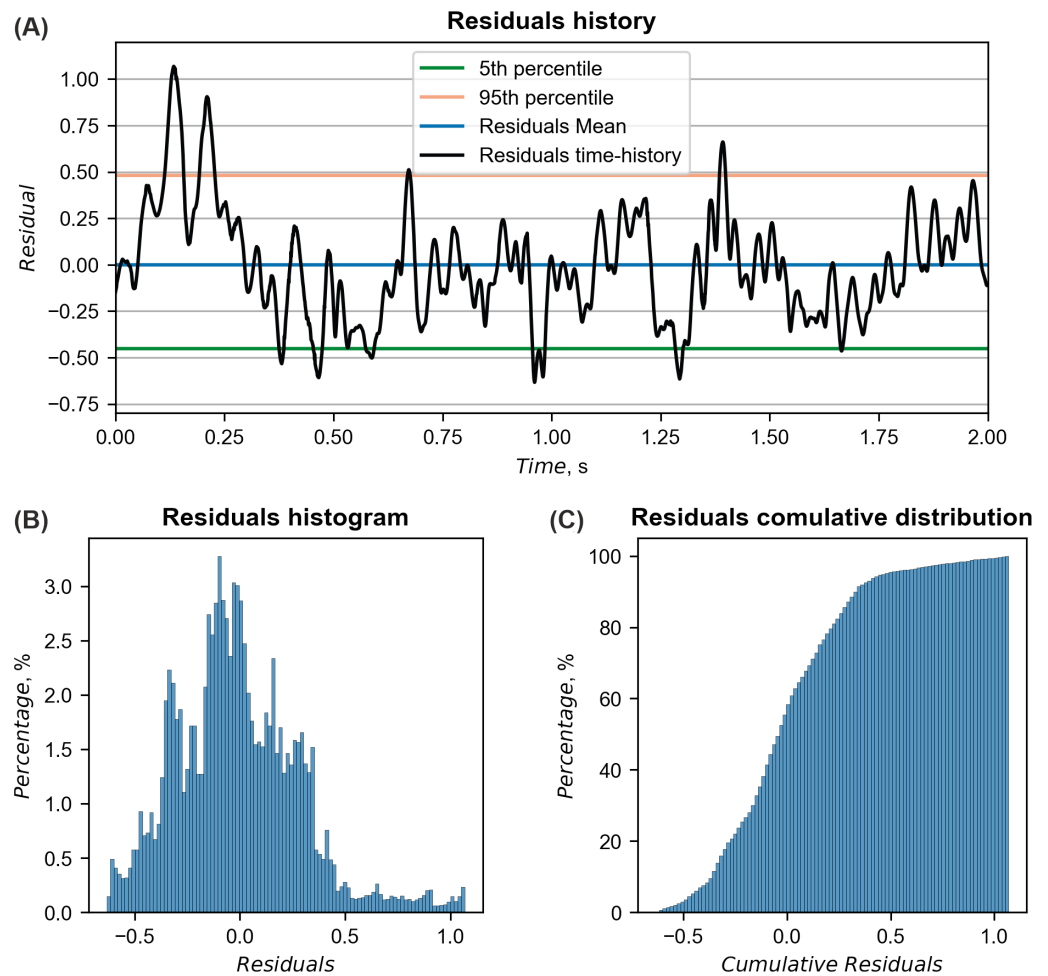 (A)
Residuals history
1.00
0.75
0.50
0.25
0.00
−0.25
−0.50
−0.75
Residual
5th percentile
95th percentile
Residuals Mean
Residuals time-history
0.00
0.25
0.50
0.75
1.00
1.25
1.50
1.75
2.00
Time, s
(B)
Residuals histogram
3.0
2.5
2.0
1.5
1.0
0.5
0.0
Percentage, %
−0.5
0.0
0.5
1.0
Residuals
(C)
Residuals comulative distribution
100
80
60
40
20
0
Percentage, %
−0.5
0.0
0.5
1.0
Cumulative Residuals